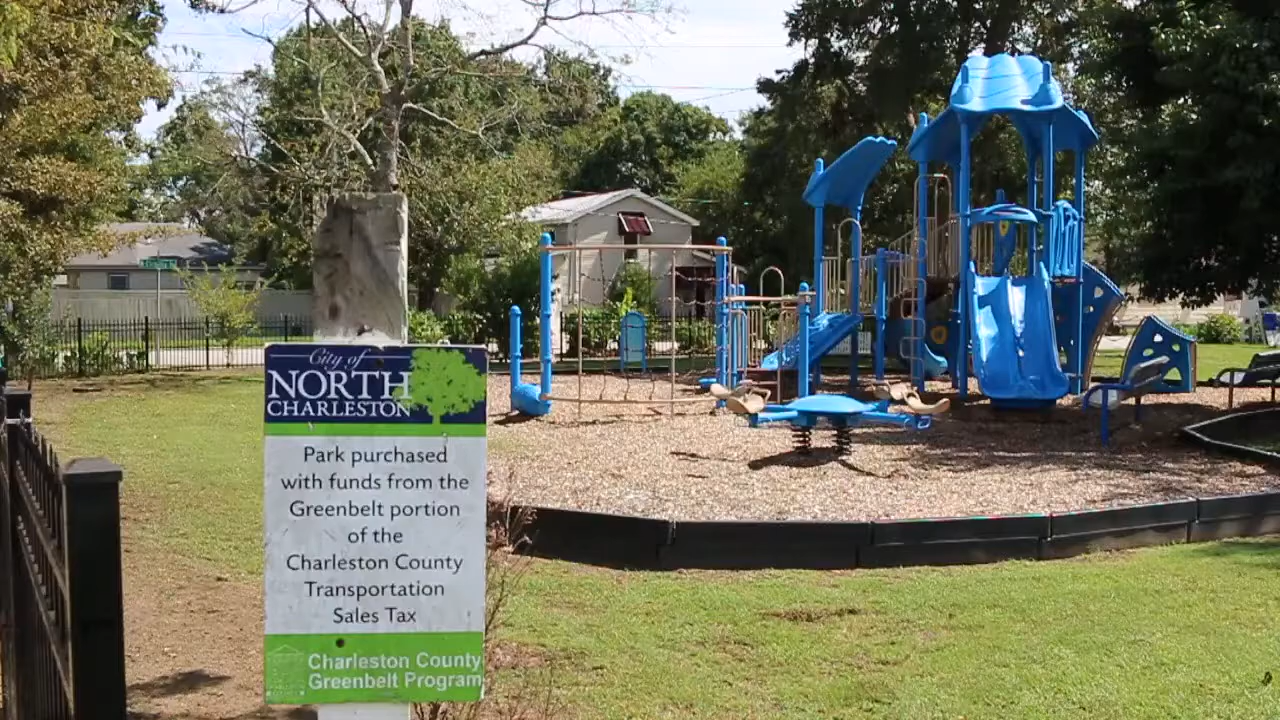 City of
NORTH
CHARLESTON
Park purchased
with funds from the
Greenbelt portion
of the
Charleston County
Transportation
Sales Tax
Charleston County
Greenbelt Program